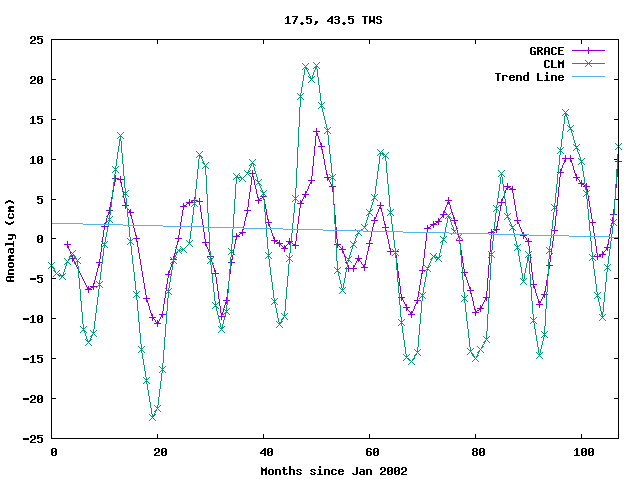 17.5, 43.5 TWS
GRACE
CLM
Trend Line
25
20
15
10
5
0
-5
-10
-15
-20
-25
Anomaly (cm)
0 20 40 60 80 100
Months since Jan 2002